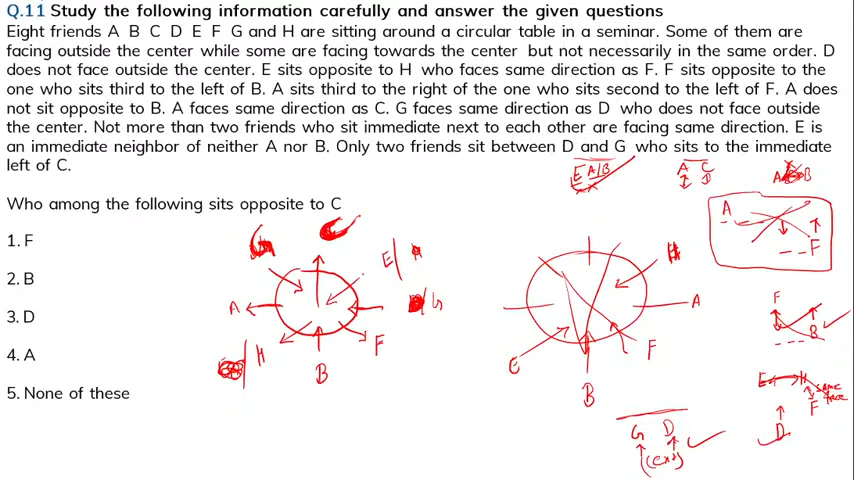 Q.11 Study the following information carefully and answer the given questions
Eight friends A B C D E F G and H are sitting around a circular table in a seminar. Some of them are
facing outside the center while some are facing towards the center but not necessarily in the same order. D
does not face outside the center. E sits opposite to H who faces same direction as F. F sits opposite to the
one who sits third to the left of B. A sits third to the right of the one who sits second to the left of F. A does
not sit opposite to B. A faces same direction as C. G faces same direction as D who does not face outside
the center. Not more than two friends who sit immediate next to each other are facing same direction. E is
an immediate neighbor of neither A nor B. Only two friends sit between D and G who sits to the immediate
left of C.
E A/B
A C
A B
Who among the following sits opposite to C
A
F
1. F
G
C
E
H
2. B
A
G
A
F
3. D
B
4. A
H
F
F
E
H
same
face
F
E
B
5. None of these
B
G D
D